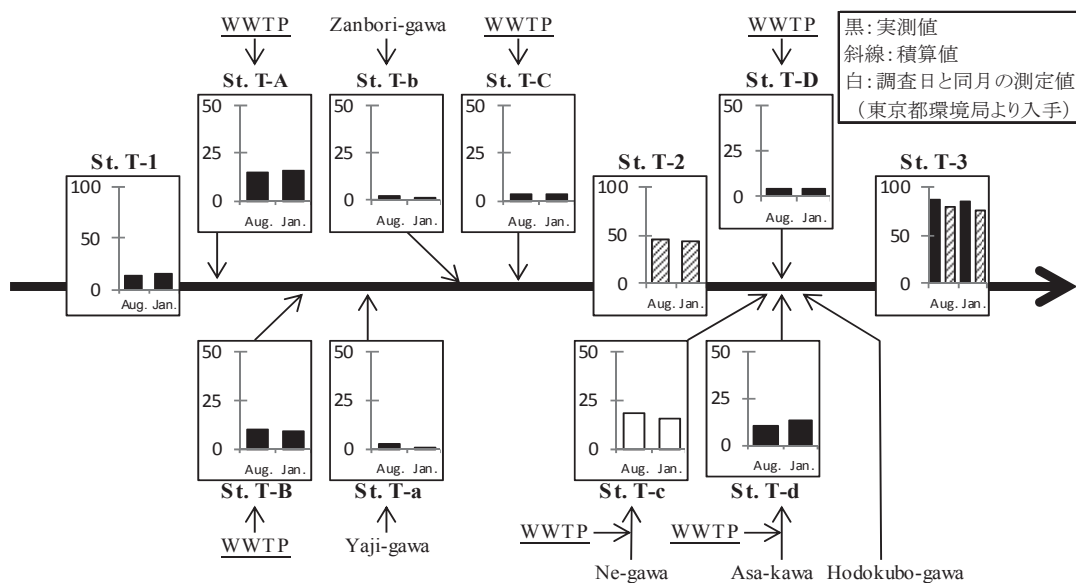 WWTP
Zanbori-gawa
WWTP
WWTP
黒：実測値
斜線：積算値
白：調査日と同月の測定値
（東京都環境局より入手）
St. T-A
St. T-b
St. T-C
St. T-D
50
25
0
Aug. Jan.
50
25
0
Aug. Jan.
50
25
0
Aug. Jan.
50
25
0
Aug. Jan.
St. T-1
St. T-2
St. T-3
100
50
0
Aug. Jan.
100
50
0
Aug. Jan.
100
50
0
Aug. Jan.
50
25
0
Aug. Jan.
50
25
0
Aug. Jan.
50
25
0
Aug. Jan.
50
25
0
Aug. Jan.
St. T-B
St. T-a
St. T-c
St. T-d
WWTP
Yaji-gawa
WWTP
WWTP
Ne-gawa
Asa-kawa
Hodokubo-gawa